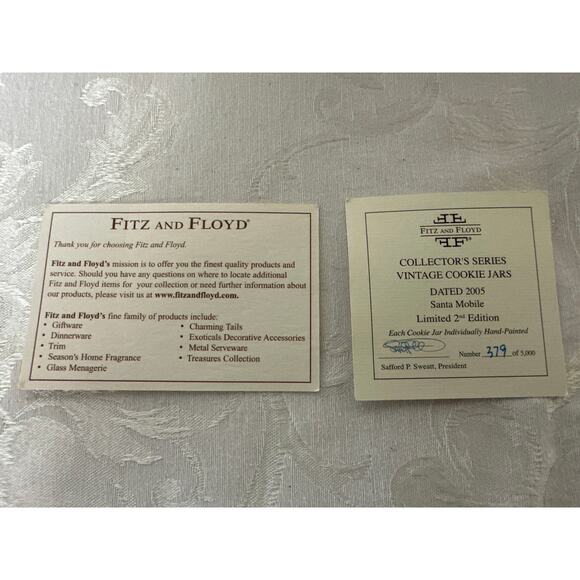 FITZ AND FLOYD®
Thank you for choosing Fitz and Floyd.
Fitz and Floyd's mission is to offer you the finest quality products and
service. Should you have any questions on where to locate additional
Fitz and Floyd items for your collection or need further information about
our products, please visit us at www.fitzandfloyd.com.
Fitz and Floyd's fine family of products include:
• Giftware
• Dinnerware
• Trim
• Season's Home Fragrance
• Glass Menagerie
• Charming Tails
• Exoticals Decorative Accessories
• Metal Serveware
• Treasures Collection
FF
FITZ AND FLOYD
FF®
COLLECTOR'S SERIES
VINTAGE COOKIE JARS
DATED 2005
Santa Mobile
Limited 2nd Edition
Each Cookie Jar Individually Hand-Painted
Number 379 of 5,000
Safford P. Sweatt, President